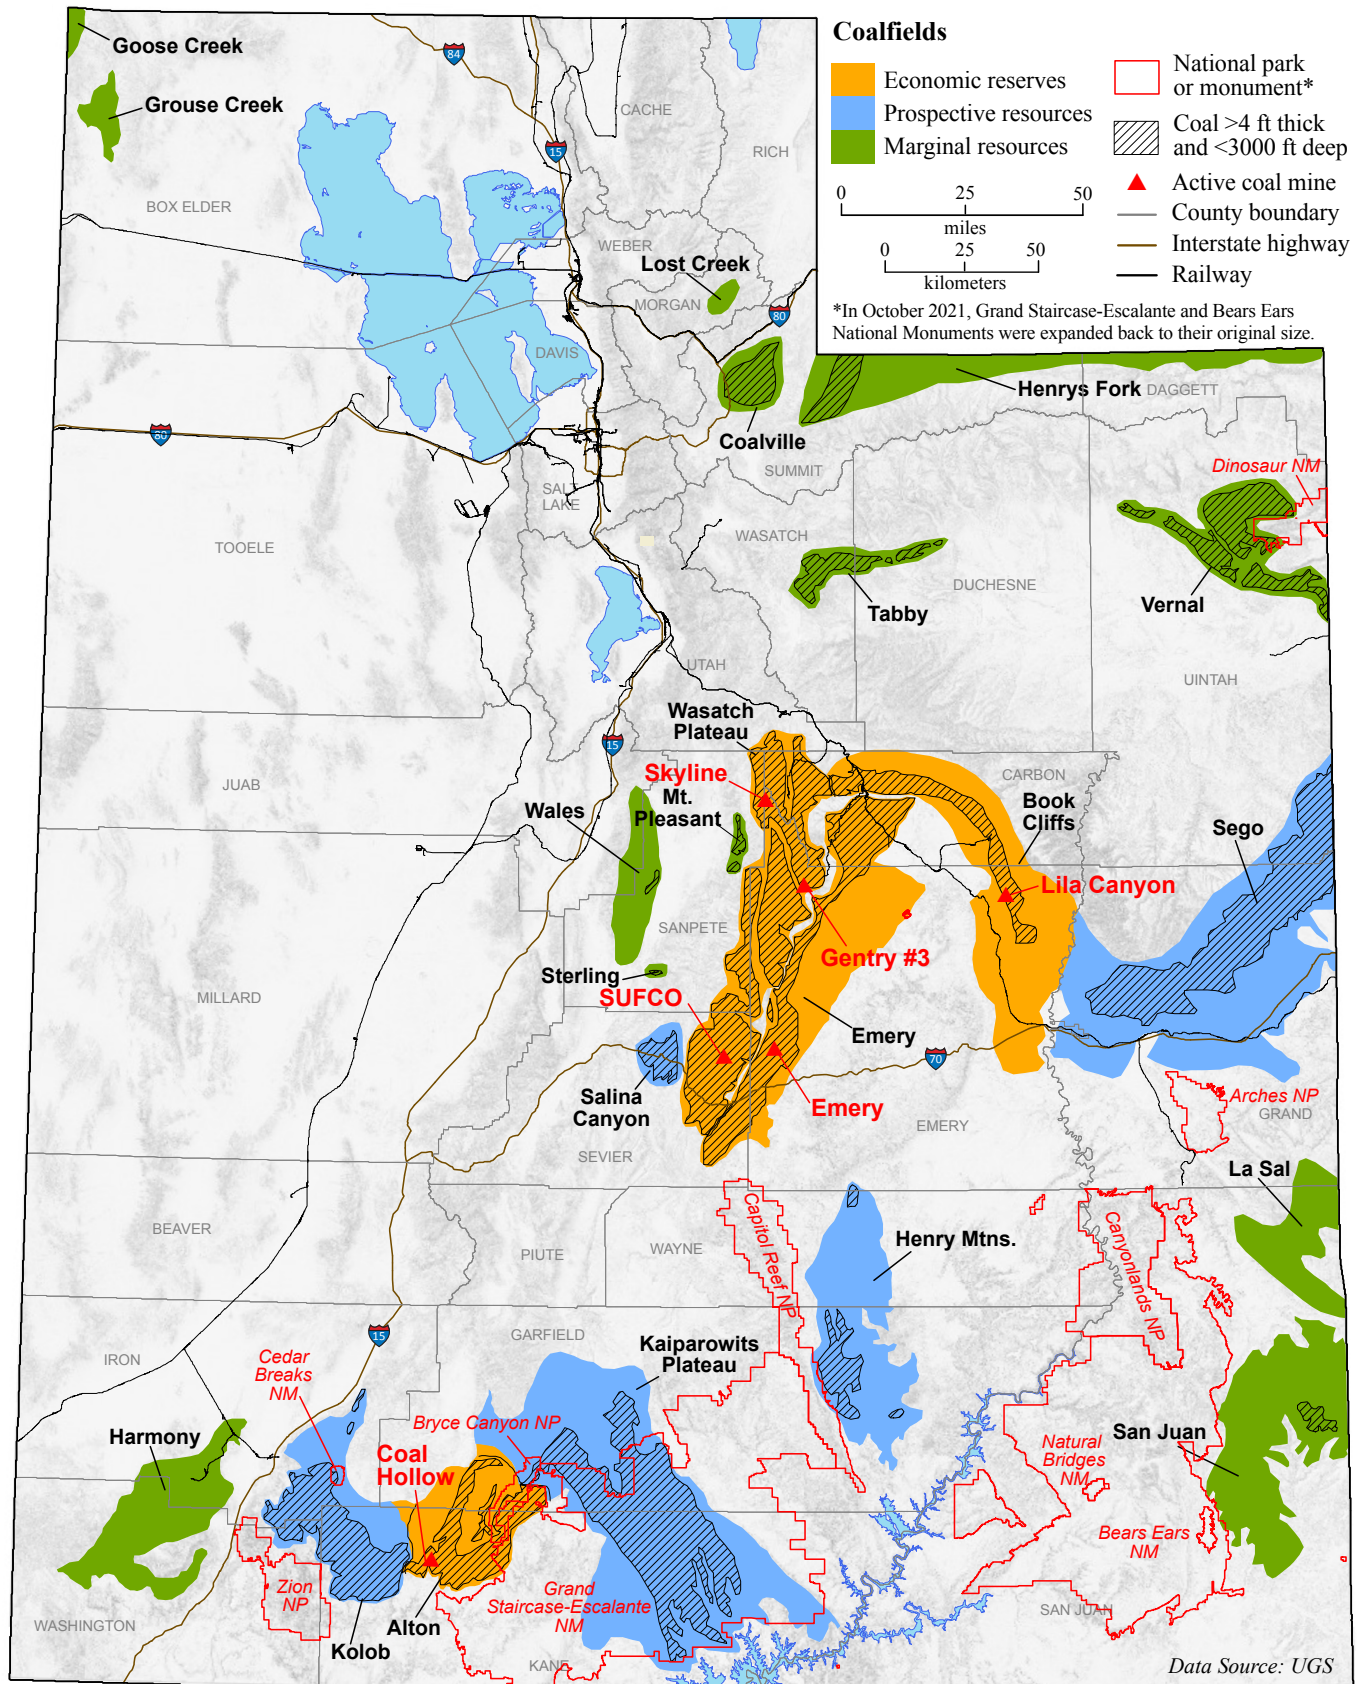 Coalfields
Economic reserves
Prospective resources
Marginal resources
National park
or monument*
Coal >4 ft thick
and <3000 ft deep
Active coal mine
County boundary
Interstate highway
Railway
0 25 50
miles
0 25 50
kilometers
*In October 2021, Grand Staircase-Escalante and Bears Ears
National Monuments were expanded back to their original size.
Goose Creek
Grouse Creek
84
CACHE
RICH
15
BOX ELDER
WEBER
Lost Creek
MORGAN
80
DAVIS
Henrys Fork
DAGGETT
Coalville
80
SUMMIT
Dinosaur NM
SALT
LAKE
TOOELE
WASATCH
DUCHESNE
Tabby
Vernal
UTAH
UINTAH
Wasatch
Plateau
15
Skyline
CARBON
JUAB
Mt.
Pleasant
Wales
Book
Cliffs
Sego
Lila Canyon
SANPETE
Gentry #3
Sterling
SUFCO
MILLARD
Emery
70
Salina
Canyon
Emery
Arches NP
GRAND
EMERY
SEVIER
La Sal
Capitol Reef NP
Canyonlands NP
BEAVER
PIUTE
WAYNE
Henry Mtns.
15
GARFIELD
Kaiparowits
Plateau
IRON
Cedar
Breaks
NM
Bryce Canyon NP
Harmony
Coal
Hollow
San Juan
Natural
Bridges
NM
Bears Ears
NM
Zion
NP
Grand
Staircase-Escalante
NM
WASHINGTON
Alton
Kolob
KANE
SAN JUAN
Data Source: UGS